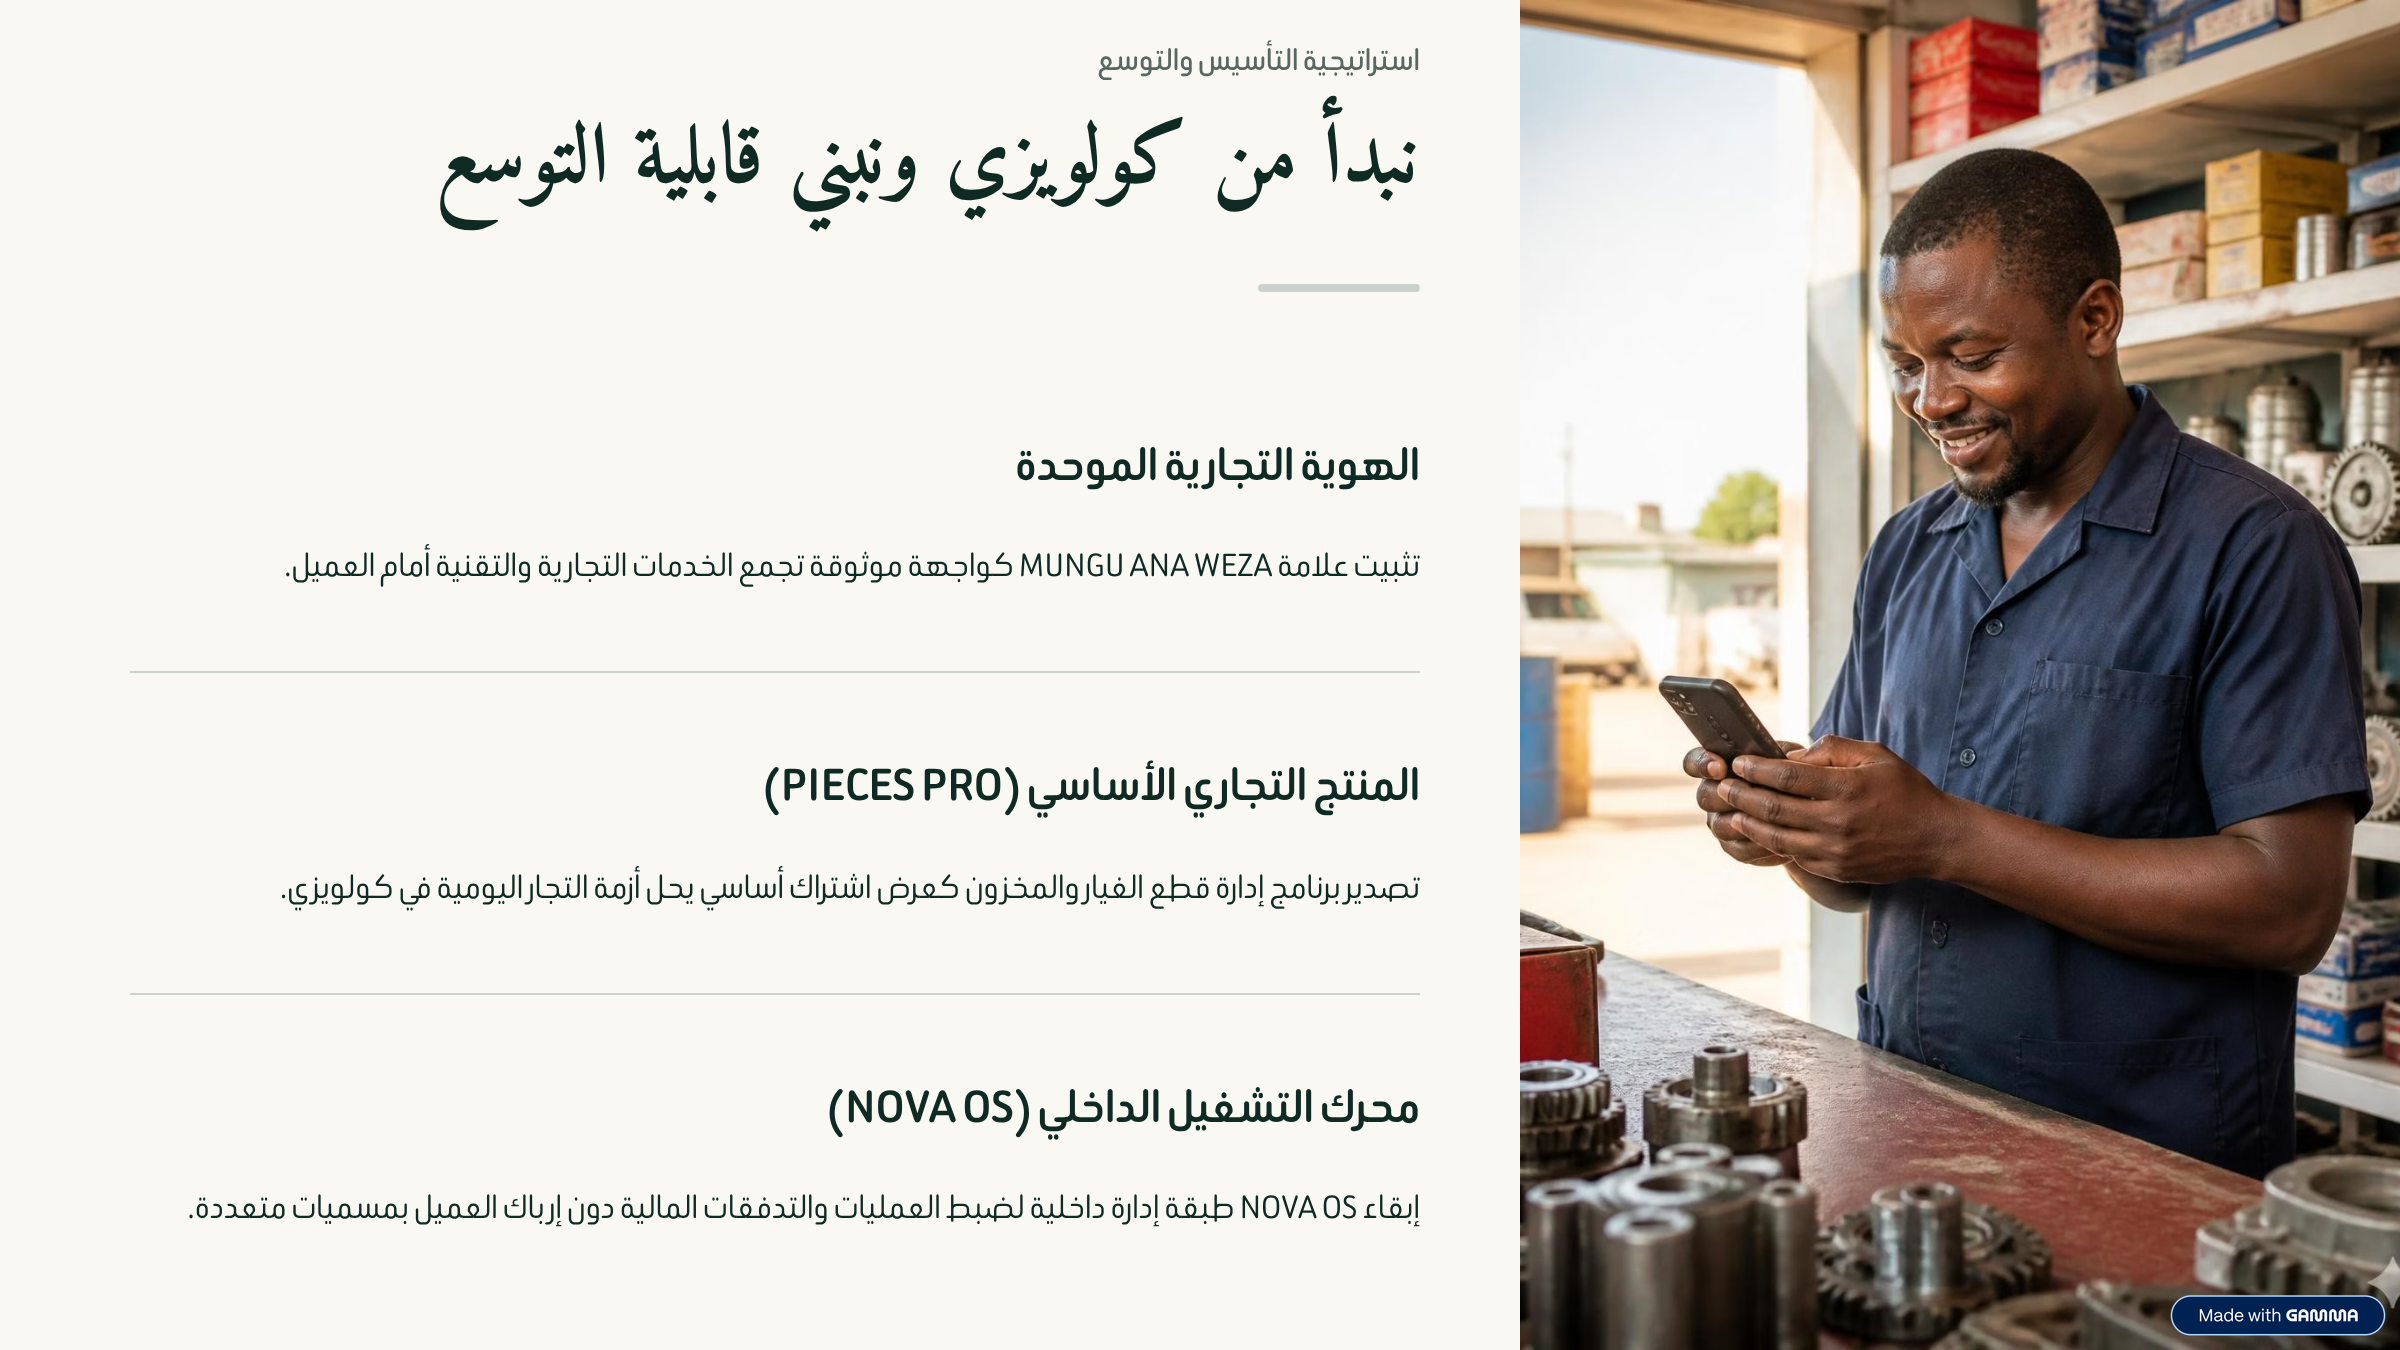 استراتيجية التأسيس والتوسع
نبدأ من كولويزي ونبني قابلية التوسع
الهوية التجارية الموحدة
تثبيت علامة MUNGU ANA WEZA كواجهة موثوقة تجمع الخدمات التجارية والتقنية أمام العميل.
المنتج التجاري الأساسي (PIECES PRO)
تصدير برنامج إدارة قطع الغيار والمخزون كعرض اشتراك أساسي يحل أزمة التجار اليومية في كولويزي.
محرك التشغيل الداخلي (NOVA OS)
إبقاء NOVA OS طبقة إدارة داخلية لضبط العمليات والتدفقات المالية دون إرباك العميل بمسميات متعددة.
Made with GAMMA